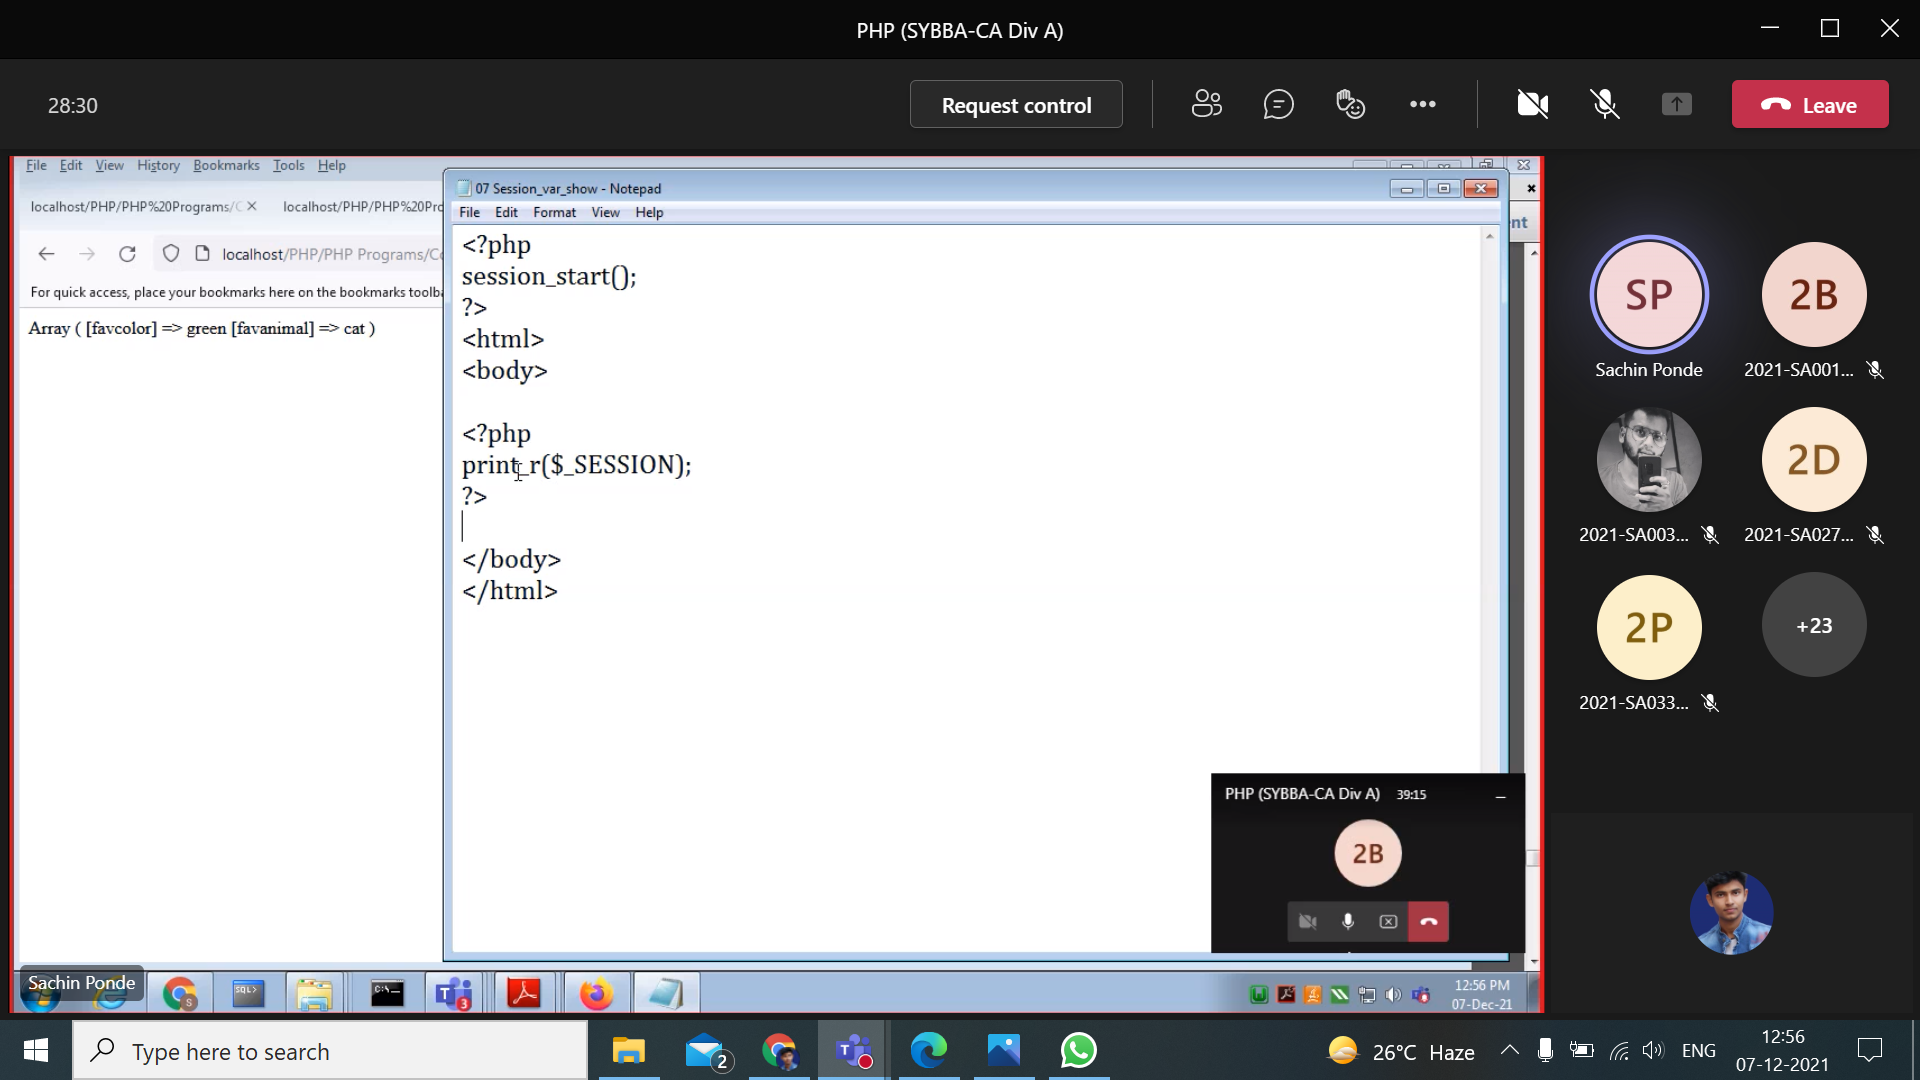 PHP (SYBBA-CA Div A)
28:30
Request control
Leave
File Edit View History Bookmarks Tools Help
localhost/PHP/PHP%20Programs/
localhost/PHP/PHP%20Pro
localhost/PHP/PHP Programs/Co
For quick access, place your bookmarks here on the bookmarks toolba
Array ( [favcolor] => green [favanimal] => cat )
07 Session_var_show - Notepad
File Edit Format View Help
<?php
session_start();
?>
<html>
<body>
<?php
print_r($_SESSION);
?>
</body>
</html>
nt
PHP (SYBBA-CA Div A) 39:15
2B
SP
Sachin Ponde
2B
2021-SA001...
2021-SA003...
2D
2021-SA027...
2P
2021-SA033...
+23
Sachin Ponde
S
SQL>
C:\_
3
12:56 PM
07-Dec-21
Type here to search
2
26°C Haze
ENG
12:56
07-12-2021